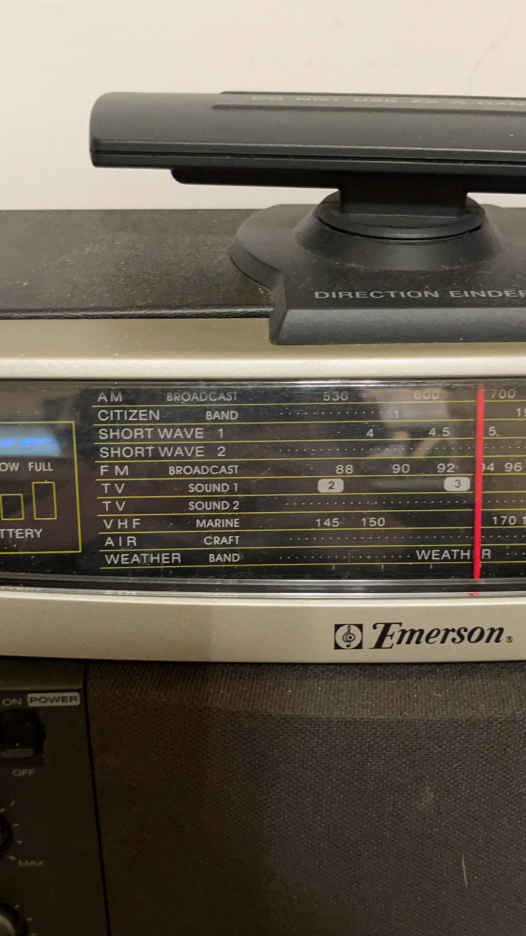 DIRECTION FINDER
AM BROADCAST 530 600 700
CITIZEN BAND 1
SHORT WAVE 1 4 4.5 5.
SHORT WAVE 2
FM BROADCAST 88 90 92 94 96
TV SOUND 1 2 3
TV SOUND 2
VHF MARINE 145 150 170
AIR CRAFT
WEATHER BAND WEATHER
OW FULL
TTERY
Emerson®
ON POWER
OFF
MAX